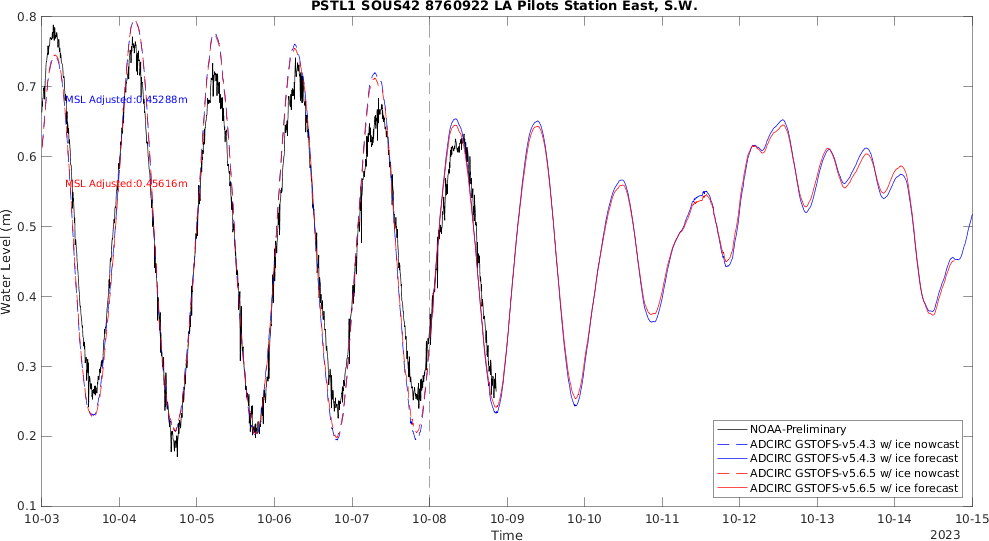 PSTL1 SOUS42 8760922 LA Pilots Station East, S.W.
0.8
0.7
0.6
0.5
0.4
0.3
0.2
0.1
Water Level (m)
MSL Adjusted:0.45288m
MSL Adjusted:0.45616m
NOAA-Preliminary
ADCIRC GSTOFS-v5.4.3 w/ ice nowcast
ADCIRC GSTOFS-v5.4.3 w/ ice forecast
ADCIRC GSTOFS-v5.6.5 w/ ice nowcast
ADCIRC GSTOFS-v5.6.5 w/ ice forecast
10-03 10-04 10-05 10-06 10-07 10-08 10-09 10-10 10-11 10-12 10-13 10-14 10-15
Time
2023